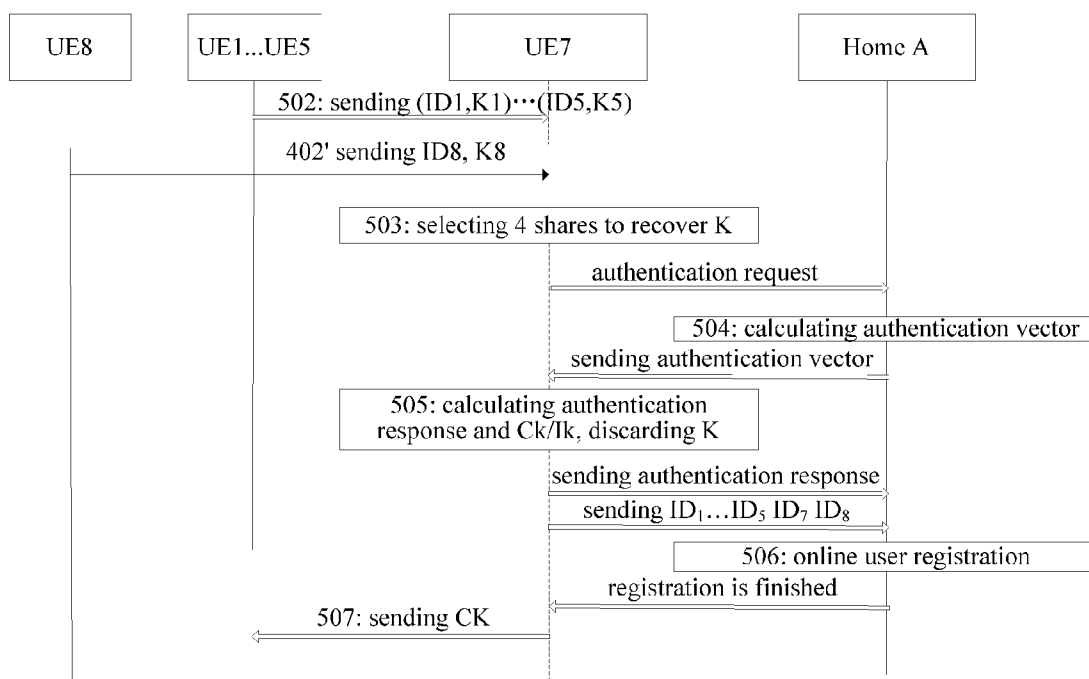 UE8
UE1...UE5
UE7
Home A
502: sending (ID1,K1)⋯(ID5,K5)
402' sending ID8, K8
503: selecting 4 shares to recover K
authentication request
504: calculating authentication vector
sending authentication vector
505: calculating authentication
response and Ck/Ik, discarding K
sending authentication response
sending ID₁...ID₅ ID₇ ID₈
506: online user registration
registration is finished
507: sending CK